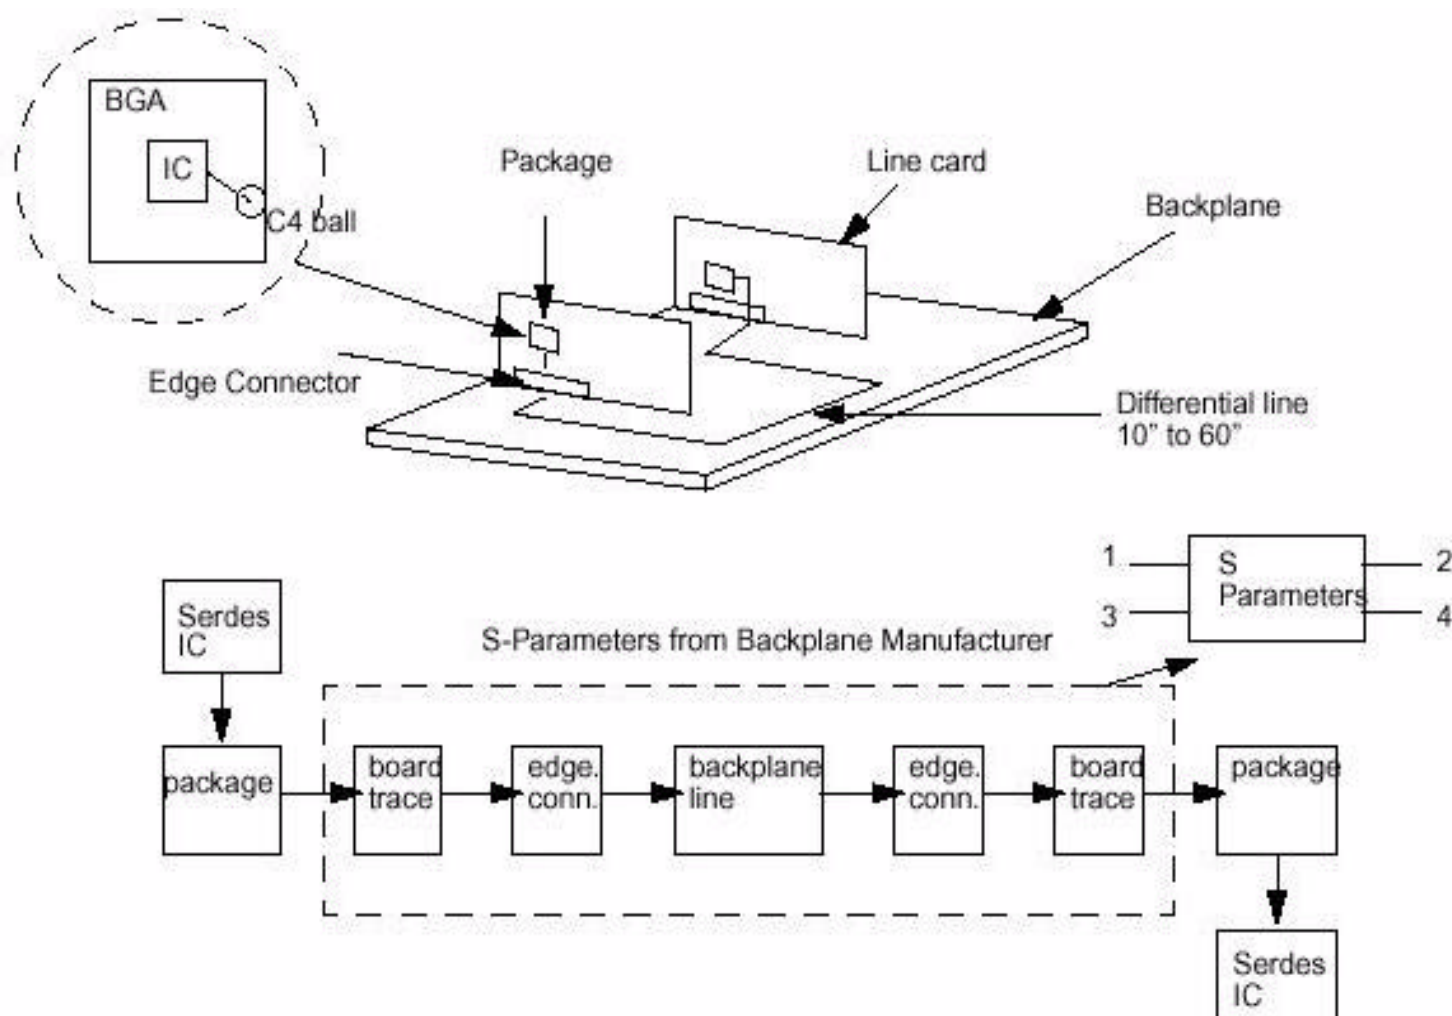 BGA
IC
C4 ball
Package
Line card
Backplane
Edge Connector
Differential line
10” to 60”
1
S
Parameters
2
3
4
Serdes
IC
S-Parameters from Backplane Manufacturer
package
board
trace
edge.
conn.
backplane
line
edge.
conn.
board
trace
package
Serdes
IC